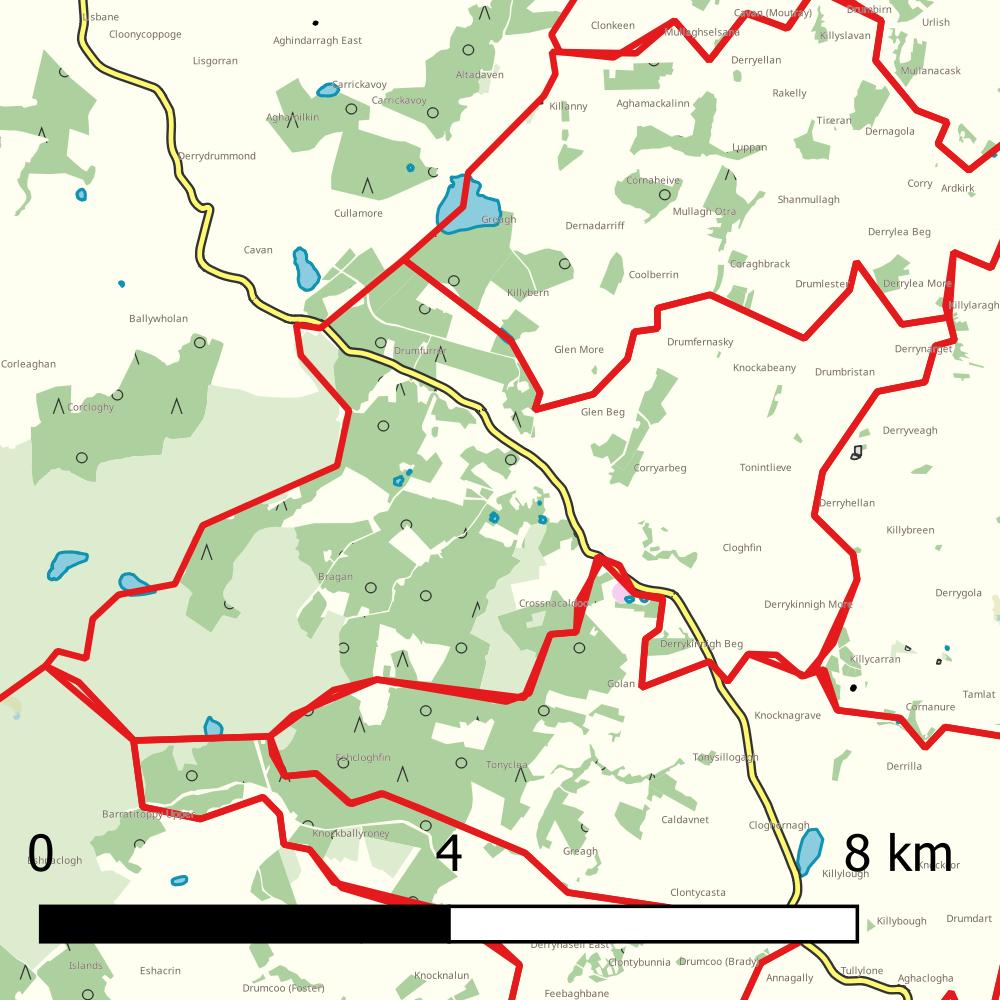 Lisbane
Cloonycoppoge
Aghindarragh East
Lisgorran
Clonkeen
Cavan (Moutray)
Drumbirn
Urlish
Mullaghselsana
Killyslavan
Altadaven
Derryellan
Mullanacask
Carrickavoy
Carrickavoy
Killanny
Aghamackalinn
Rakelly
Aghamilkin
Tireran
Dernagola
Derrydrummond
Luppan
Cornaheive
Corry
Ardkirk
Cullamore
Greagh
Mullagh Otra
Shanmullagh
Dernadarriff
Derrylea Beg
Cavan
Coraghbrack
Coolberrin
Drumlester
Derrylea More
Killybern
Killylaragh
Ballywholan
Drumfurrer
Glen More
Drumfernasky
Derrynarget
Corleaghan
Knockabeany
Drumbristan
Corcloghy
Glen Beg
Derryveagh
Corryarbeg
Tonintlieve
Derryhellan
Killybreen
Cloghfin
Bragan
Crossnacaldoo
Derrykinnigh More
Derrygola
Derrykinnigh Beg
Killycarran
Golan
Tamlat
Knocknagrave
Cornanure
Eshcloghfin
Tonyclea
Tonysillogagh
Derrilla
Barratitoppy Upper
Caldavnet
Cloghornagh
Knockballyroney
Greagh
Eshnaclogh
Killylough
0 4 8 km
Clontycasta
Killybough
Drumdart
Derrynasell East
Islands
Eshacrin
Knocknalun
Clontybunnia
Drumcoo (Brady)
Annagally
Tullylone
Aghaclogha
Drumcoo (Foster)
Feebaghbane